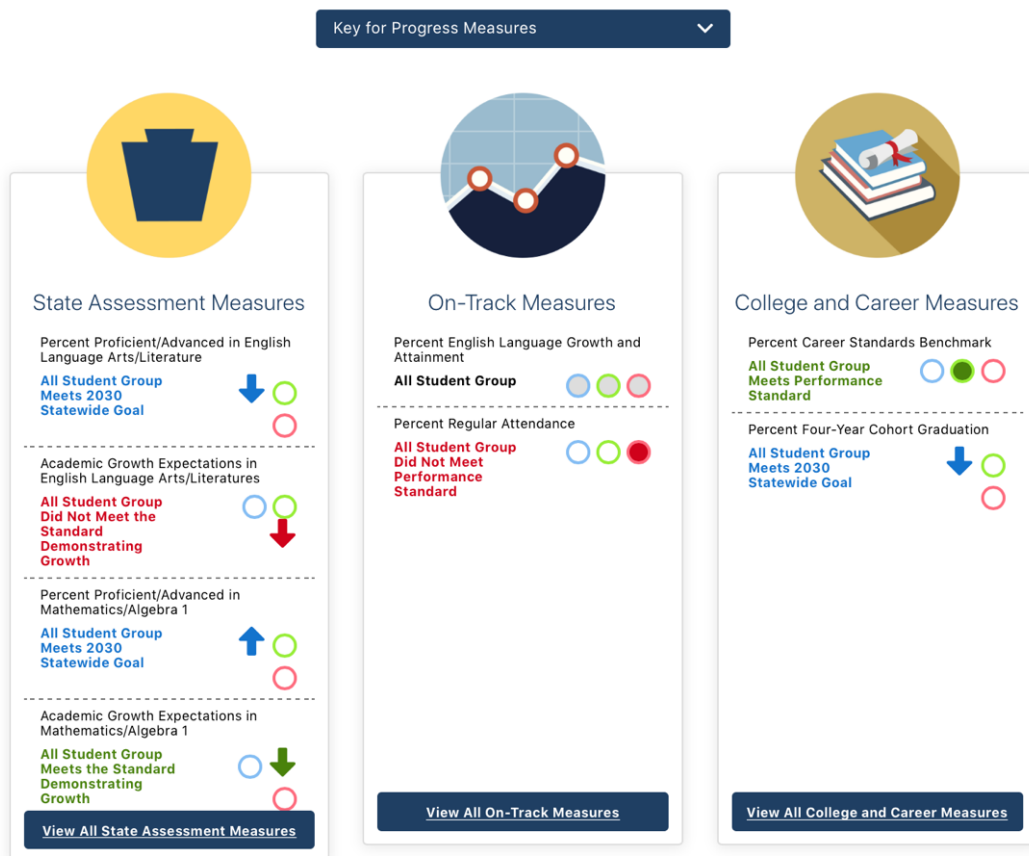 Key for Progress Measures
State Assessment Measures
Percent Proficient/Advanced in English
Language Arts/Literature
All Student Group
Meets 2030
Statewide Goal
Academic Growth Expectations in
English Language Arts/Literatures
All Student Group
Did Not Meet the
Standard
Demonstrating
Growth
Percent Proficient/Advanced in
Mathematics/Algebra 1
All Student Group
Meets 2030
Statewide Goal
Academic Growth Expectations in
Mathematics/Algebra 1
All Student Group
Meets the Standard
Demonstrating
Growth
View All State Assessment Measures
On-Track Measures
Percent English Language Growth and
Attainment
All Student Group
Percent Regular Attendance
All Student Group
Did Not Meet
Performance
Standard
View All On-Track Measures
College and Career Measures
Percent Career Standards Benchmark
All Student Group
Meets Performance
Standard
Percent Four-Year Cohort Graduation
All Student Group
Meets 2030
Statewide Goal
View All College and Career Measures